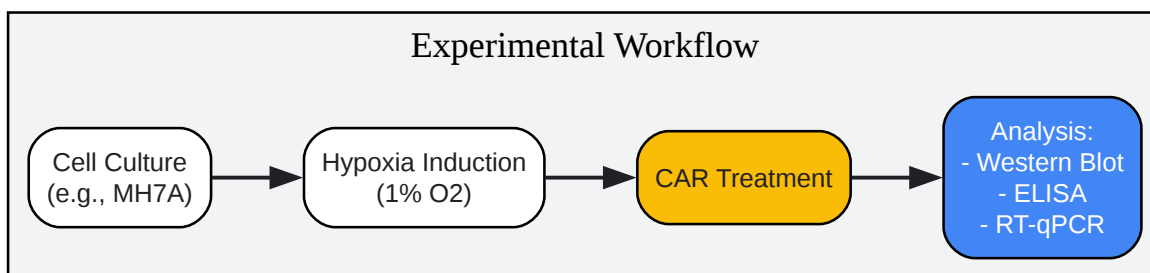 Experimental Workflow
Cell Culture
(e.g., MH7A)
Hypoxia Induction
(1% O2)
CAR Treatment
Analysis:
- Western Blot
- ELISA
- RT-qPCR